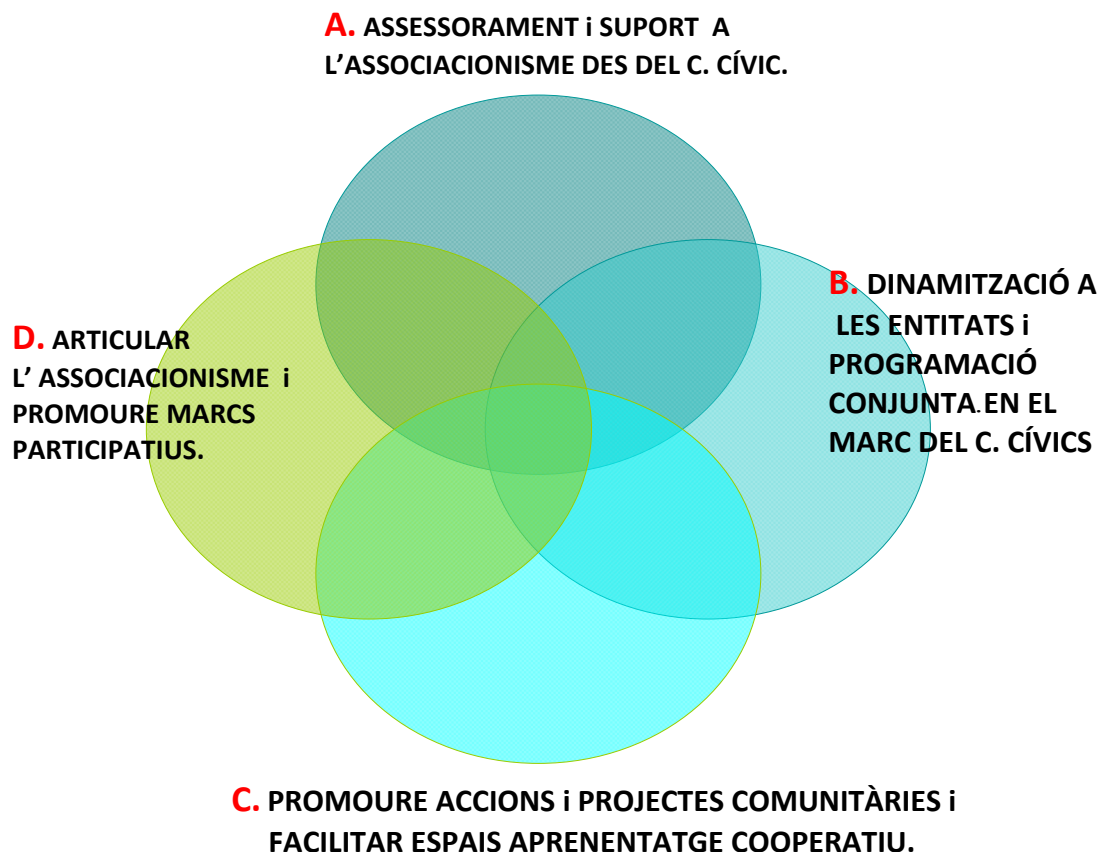 A. ASSESSORAMENT i SUPORT A
L’ASSOCIACIONISME DES DEL C. CÍVIC.
B. DINAMITZACIÓ A
LES ENTITATS i
PROGRAMACIÓ
CONJUNTA.EN EL
MARC DEL C. CÍVICS
D. ARTICULAR
L’ ASSOCIACIONISME i
PROMOURE MARCS
PARTICIPATIUS.
C. PROMOURE ACCIONS i PROJECTES COMUNITÀRIES i
FACILITAR ESPAIS APRENENTATGE COOPERATIU.